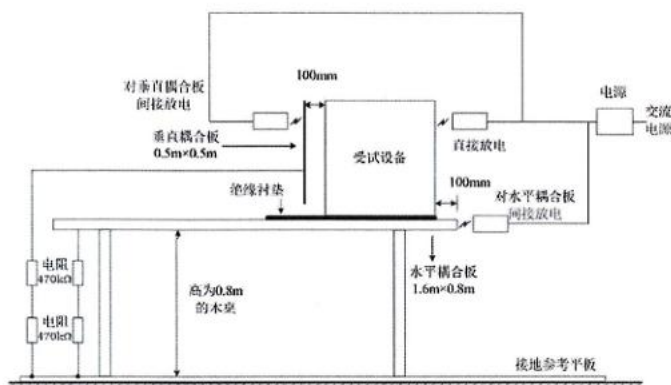 100mm
对垂直耦合板
间接放电
电源
交流
电源
垂直耦合板
0.5m×0.5m
受试设备
直接放电
100mm
绝缘衬垫
对水平耦合板
间接放电
电阻
470kΩ
高为0.8m
的木桌
水平耦合板
1.6m×0.8m
电阻
470kΩ
接地参考平板